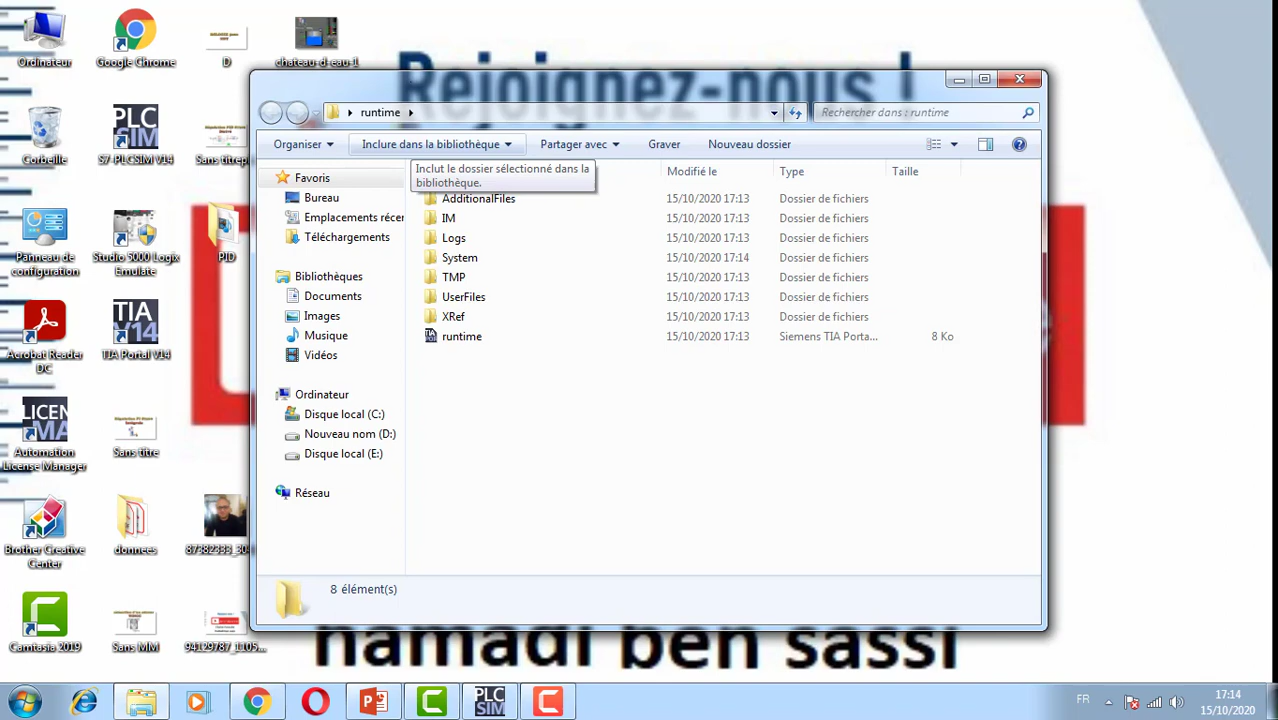 Rejoignez-nous !
Ordinateur
Google Chrome
D
chateau-d-eau-1
Corbeille
S7-PLCSIM V14
Sans titrep
Panneau de configuration
Studio 5000 Logix Emulate
PID
Acrobat Reader DC
TIA Portal V14
Automation License Manager
Sans titre
Brother Creative Center
donnees
Camtasia 2019
Sans MM
94129787_1105...
runtime
Rechercher dans : runtime
Organiser
Inclure dans la bibliothèque
Partager avec
Graver
Nouveau dossier
Inclut le dossier sélectionné dans la
bibliothèque.
Modifié le
Type
Taille
Favoris
Bureau
Emplacements récer
Téléchargements
Bibliothèques
Documents
Images
Musique
Vidéos
Ordinateur
Disque local (C:)
Nouveau nom (D:)
Disque local (E:)
Réseau
AdditionalFiles 15/10/2020 17:13 Dossier de fichiers
IM 15/10/2020 17:13 Dossier de fichiers
Logs 15/10/2020 17:13 Dossier de fichiers
System 15/10/2020 17:14 Dossier de fichiers
TMP 15/10/2020 17:13 Dossier de fichiers
UserFiles 15/10/2020 17:13 Dossier de fichiers
XRef 15/10/2020 17:13 Dossier de fichiers
runtime 15/10/2020 17:13 Siemens TIA Porta... 8 Ko
8 élément(s)
hamadi ben sassi
FR
17:14
15/10/2020